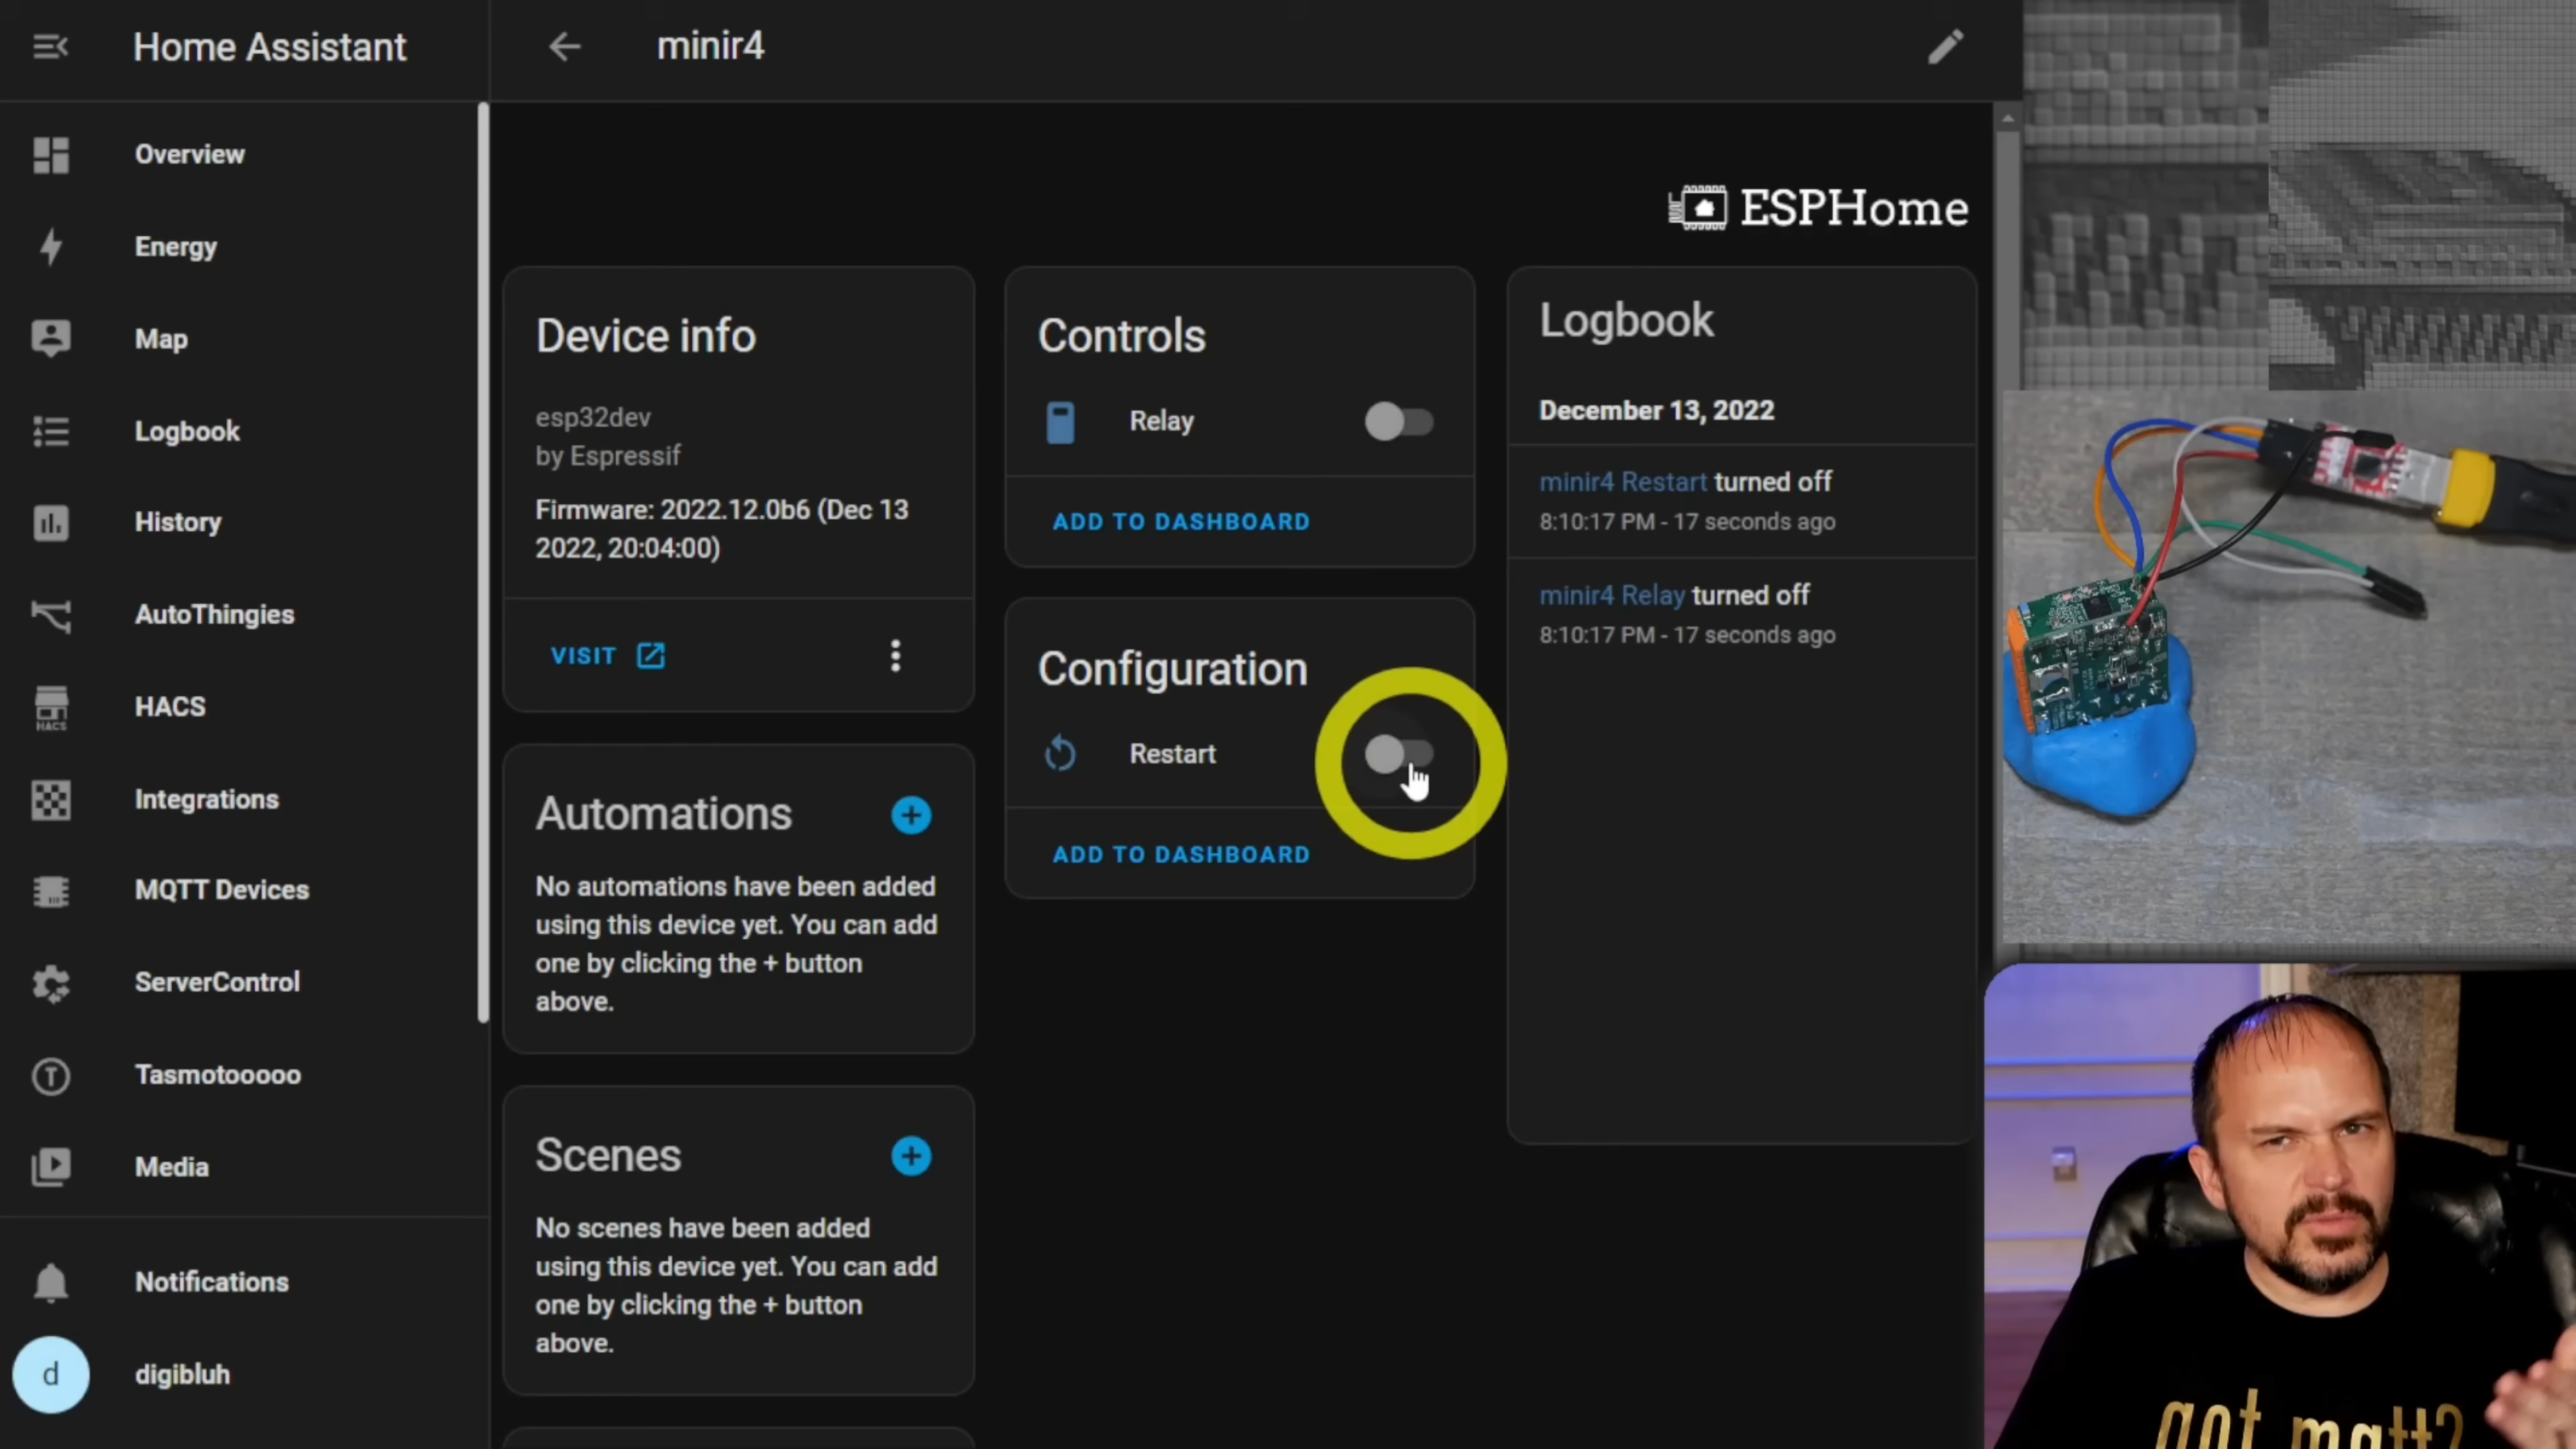 Home Assistant
Overview
Energy
Map
Logbook
History
AutoThingies
HACS
HACS
Integrations
MQTT Devices
ServerControl
Tasmotooooo
Media
Notifications
d
digibluh
minir4
ESPHome
Device info
esp32dev
by Espressif
Firmware: 2022.12.0b6 (Dec 13
2022, 20:04:00)
VISIT
Automations
No automations have been added
using this device yet. You can add
one by clicking the + button
above.
Scenes
No scenes have been added
using this device yet. You can add
one by clicking the + button
above.
Controls
Relay
ADD TO DASHBOARD
Configuration
Restart
ADD TO DASHBOARD
Logbook
December 13, 2022
minir4 Restart turned off
8:10:17 PM - 17 seconds ago
minir4 Relay turned off
8:10:17 PM - 17 seconds ago
got matt?